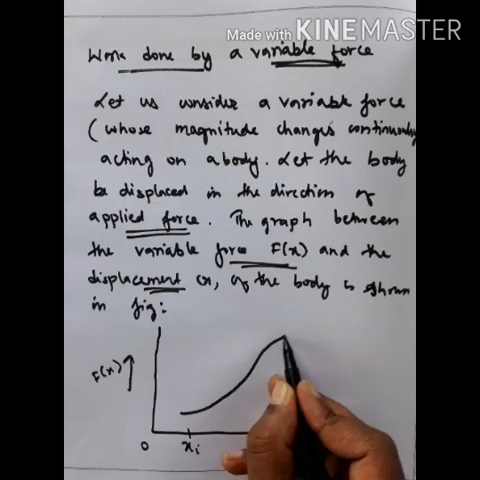 Made with KINEMASTER
Work done by a variable force
Let us consider a variable force
(whose magnitude changes continuously
acting on a body. Let the body
be displaced in the direction of
applied force. The graph between
the variable force F(x) and the
displacement (x), of the body is shown
in fig:
F(x)
0 xi